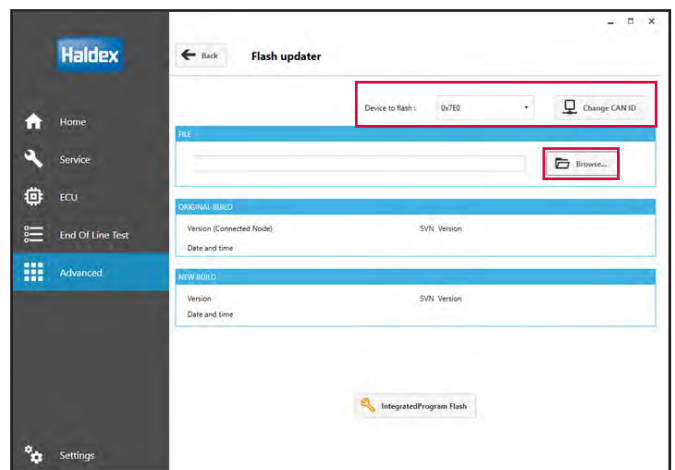 Haldex
Back
Flash updater
Device to flash :
0x7E0
Change CAN ID
Home
FILE
Service
Browse...
ECU
ORIGINAL BUILD
Version (Connected Node)
SVN Version
End Of Line Test
Date and time
Advanced
NEW BUILD
Version
SVN Version
Date and time
IntegratedProgram Flash
Settings